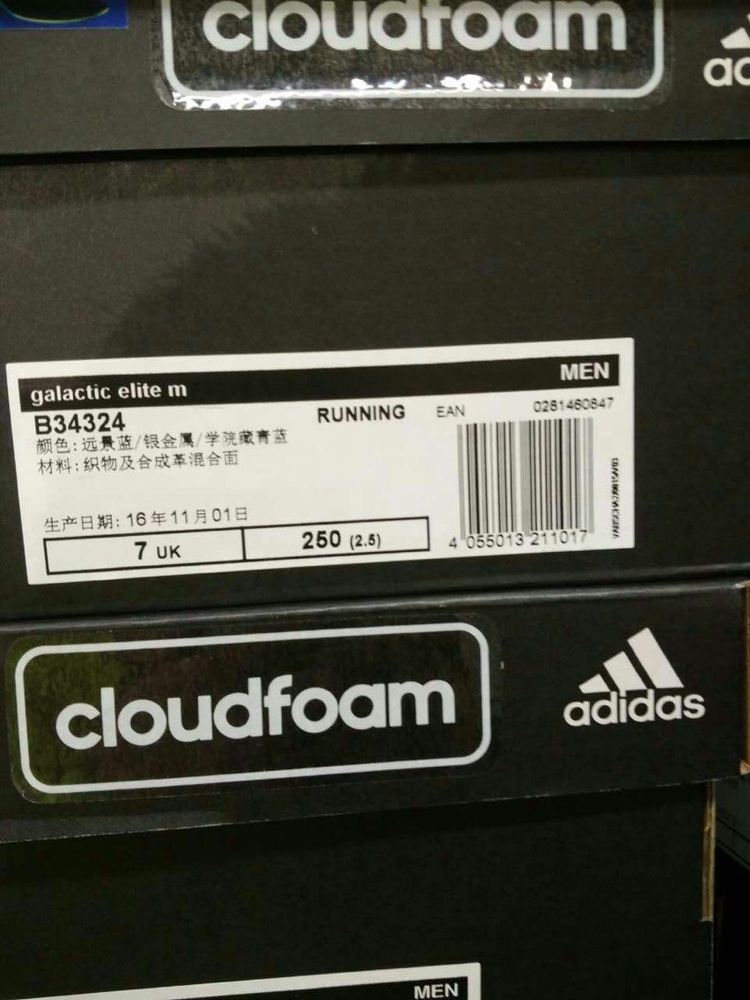 cloudfoam
ad
galactic elite m MEN
B34324 RUNNING EAN 0281460847
颜色:远景蓝/银金属/学院藏青蓝
材料:织物及合成革混合面
生产日期: 16年11月01日
7 UK 250 (2.5)
4 055013 211017
cloudfoam
adidas
MEN